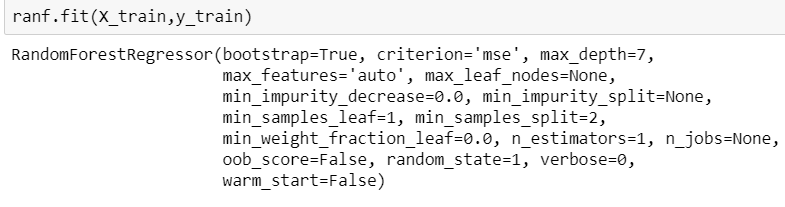 ranf.fit(X_train,y_train)
RandomForestRegressor(bootstrap=True, criterion='mse', max_depth=7,
max_features='auto', max_leaf_nodes=None,
min_impurity_decrease=0.0, min_impurity_split=None,
min_samples_leaf=1, min_samples_split=2,
min_weight_fraction_leaf=0.0, n_estimators=1, n_jobs=None,
oob_score=False, random_state=1, verbose=0,
warm_start=False)